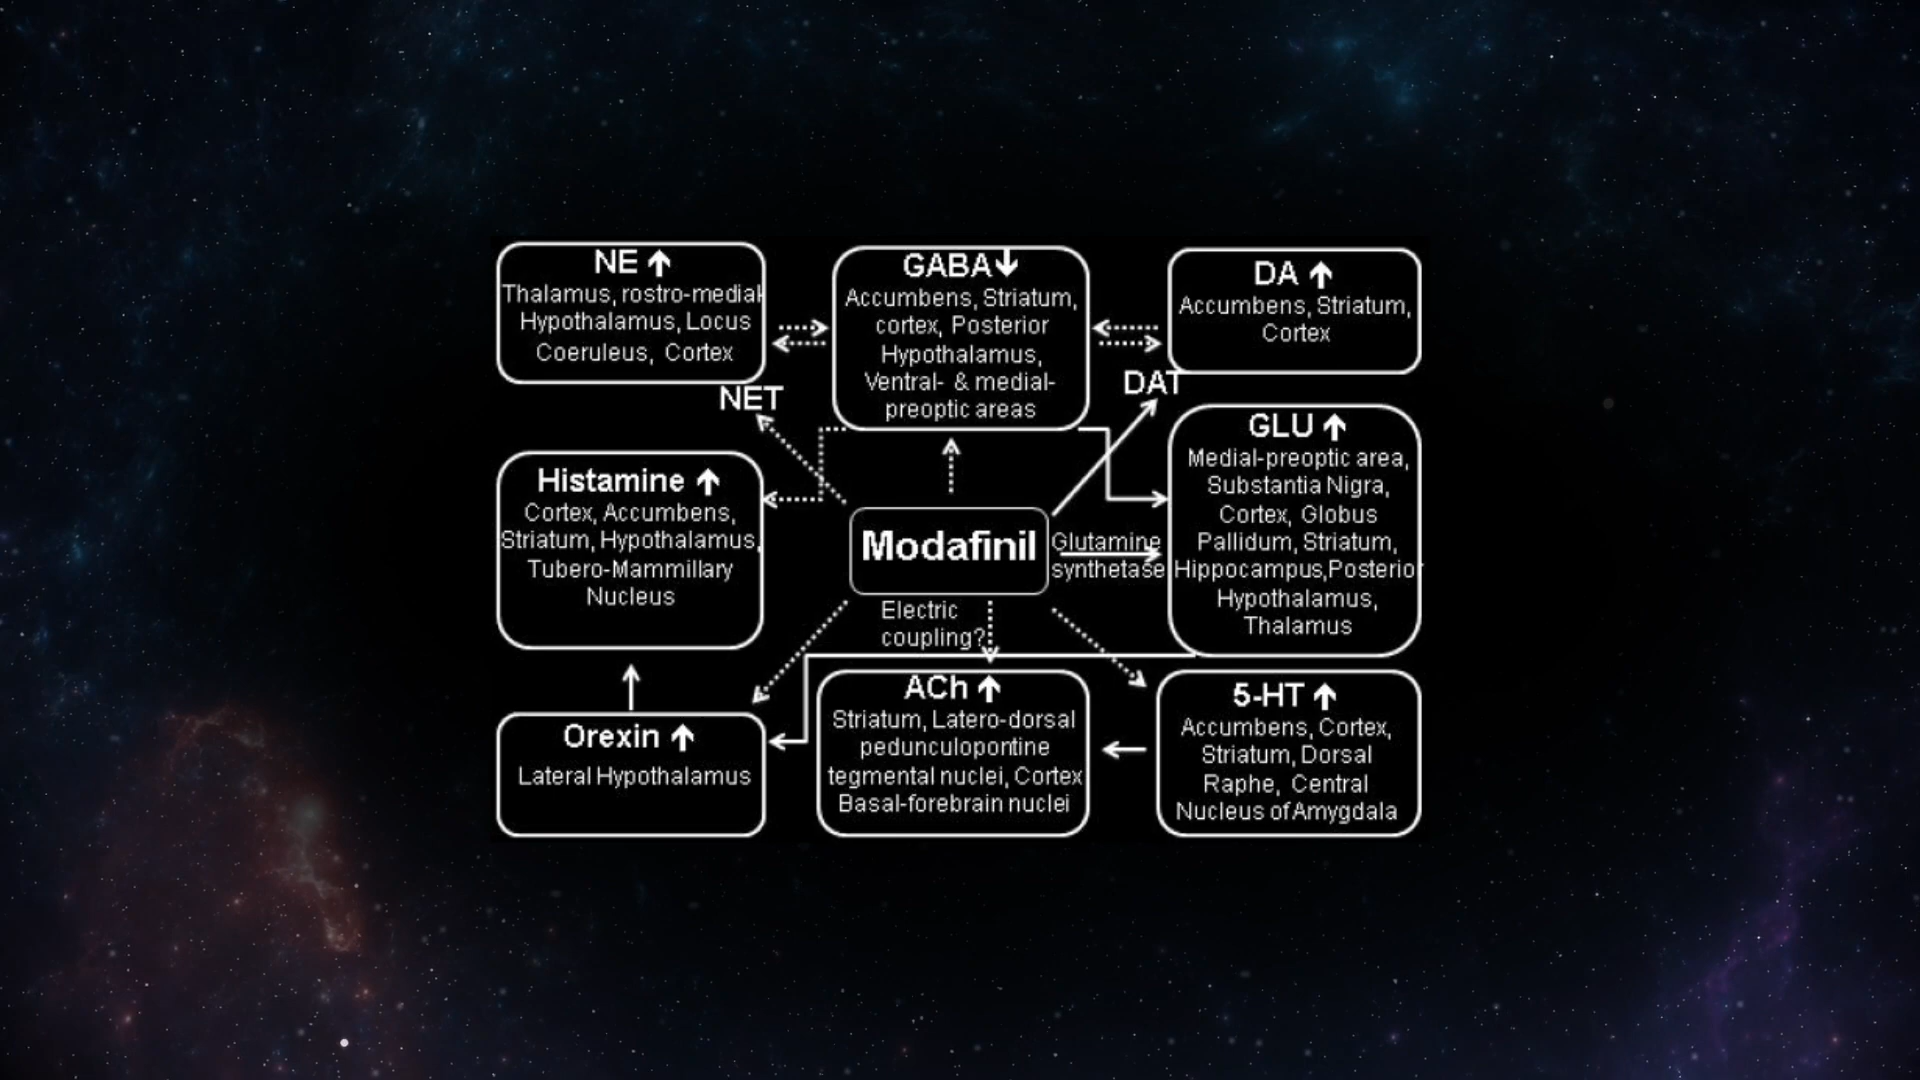 NE
Thalamus, rostro-medial
Hypothalamus, Locus
Coeruleus, Cortex
GABA
Accumbens, Striatum,
cortex, Posterior
Hypothalamus,
Ventral- & medial-
preoptic areas
DA
Accumbens, Striatum,
Cortex
NET
DAT
Histamine
Cortex, Accumbens,
Striatum, Hypothalamus,
Tubero-Mammillary
Nucleus
Modafinil
Glutamine
synthetase
GLU
Medial-preoptic area,
Substantia Nigra,
Cortex, Globus
Pallidum, Striatum,
Hippocampus,Posterior
Hypothalamus,
Thalamus
Electric
coupling?
Orexin
Lateral Hypothalamus
ACh
Striatum, Latero-dorsal
pedunculopontine
tegmental nuclei, Cortex
Basal-forebrain nuclei
5-HT
Accumbens, Cortex,
Striatum, Dorsal
Raphe, Central
Nucleus of Amygdala